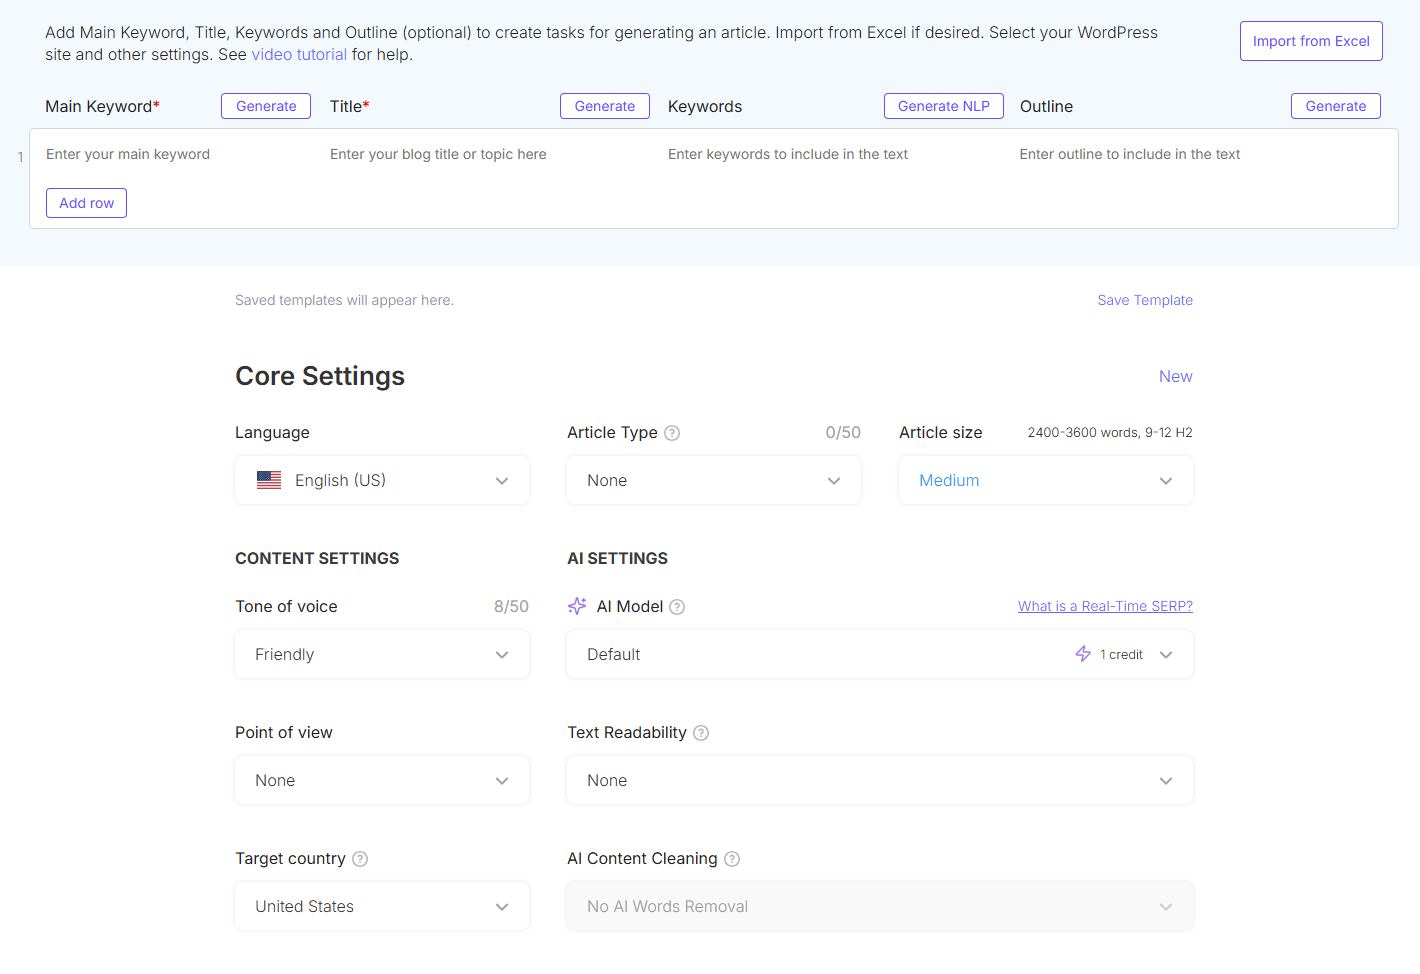 Add Main Keyword, Title, Keywords and Outline (optional) to create tasks for generating an article. Import from Excel if desired. Select your WordPress
site and other settings. See video tutorial for help.
Import from Excel
Main Keyword* Generate Title* Generate Keywords Generate NLP Outline Generate
1 Enter your main keyword Enter your blog title or topic here Enter keywords to include in the text Enter outline to include in the text
Add row
Saved templates will appear here. Save Template
Core Settings New
Language Article Type ? 0/50 Article size 2400-3600 words, 9-12 H2
English (US) None Medium
CONTENT SETTINGS AI SETTINGS
Tone of voice 8/50 AI Model ? What is a Real-Time SERP?
Friendly Default 1 credit
Point of view Text Readability ?
None None
Target country ? AI Content Cleaning ?
United States No AI Words Removal